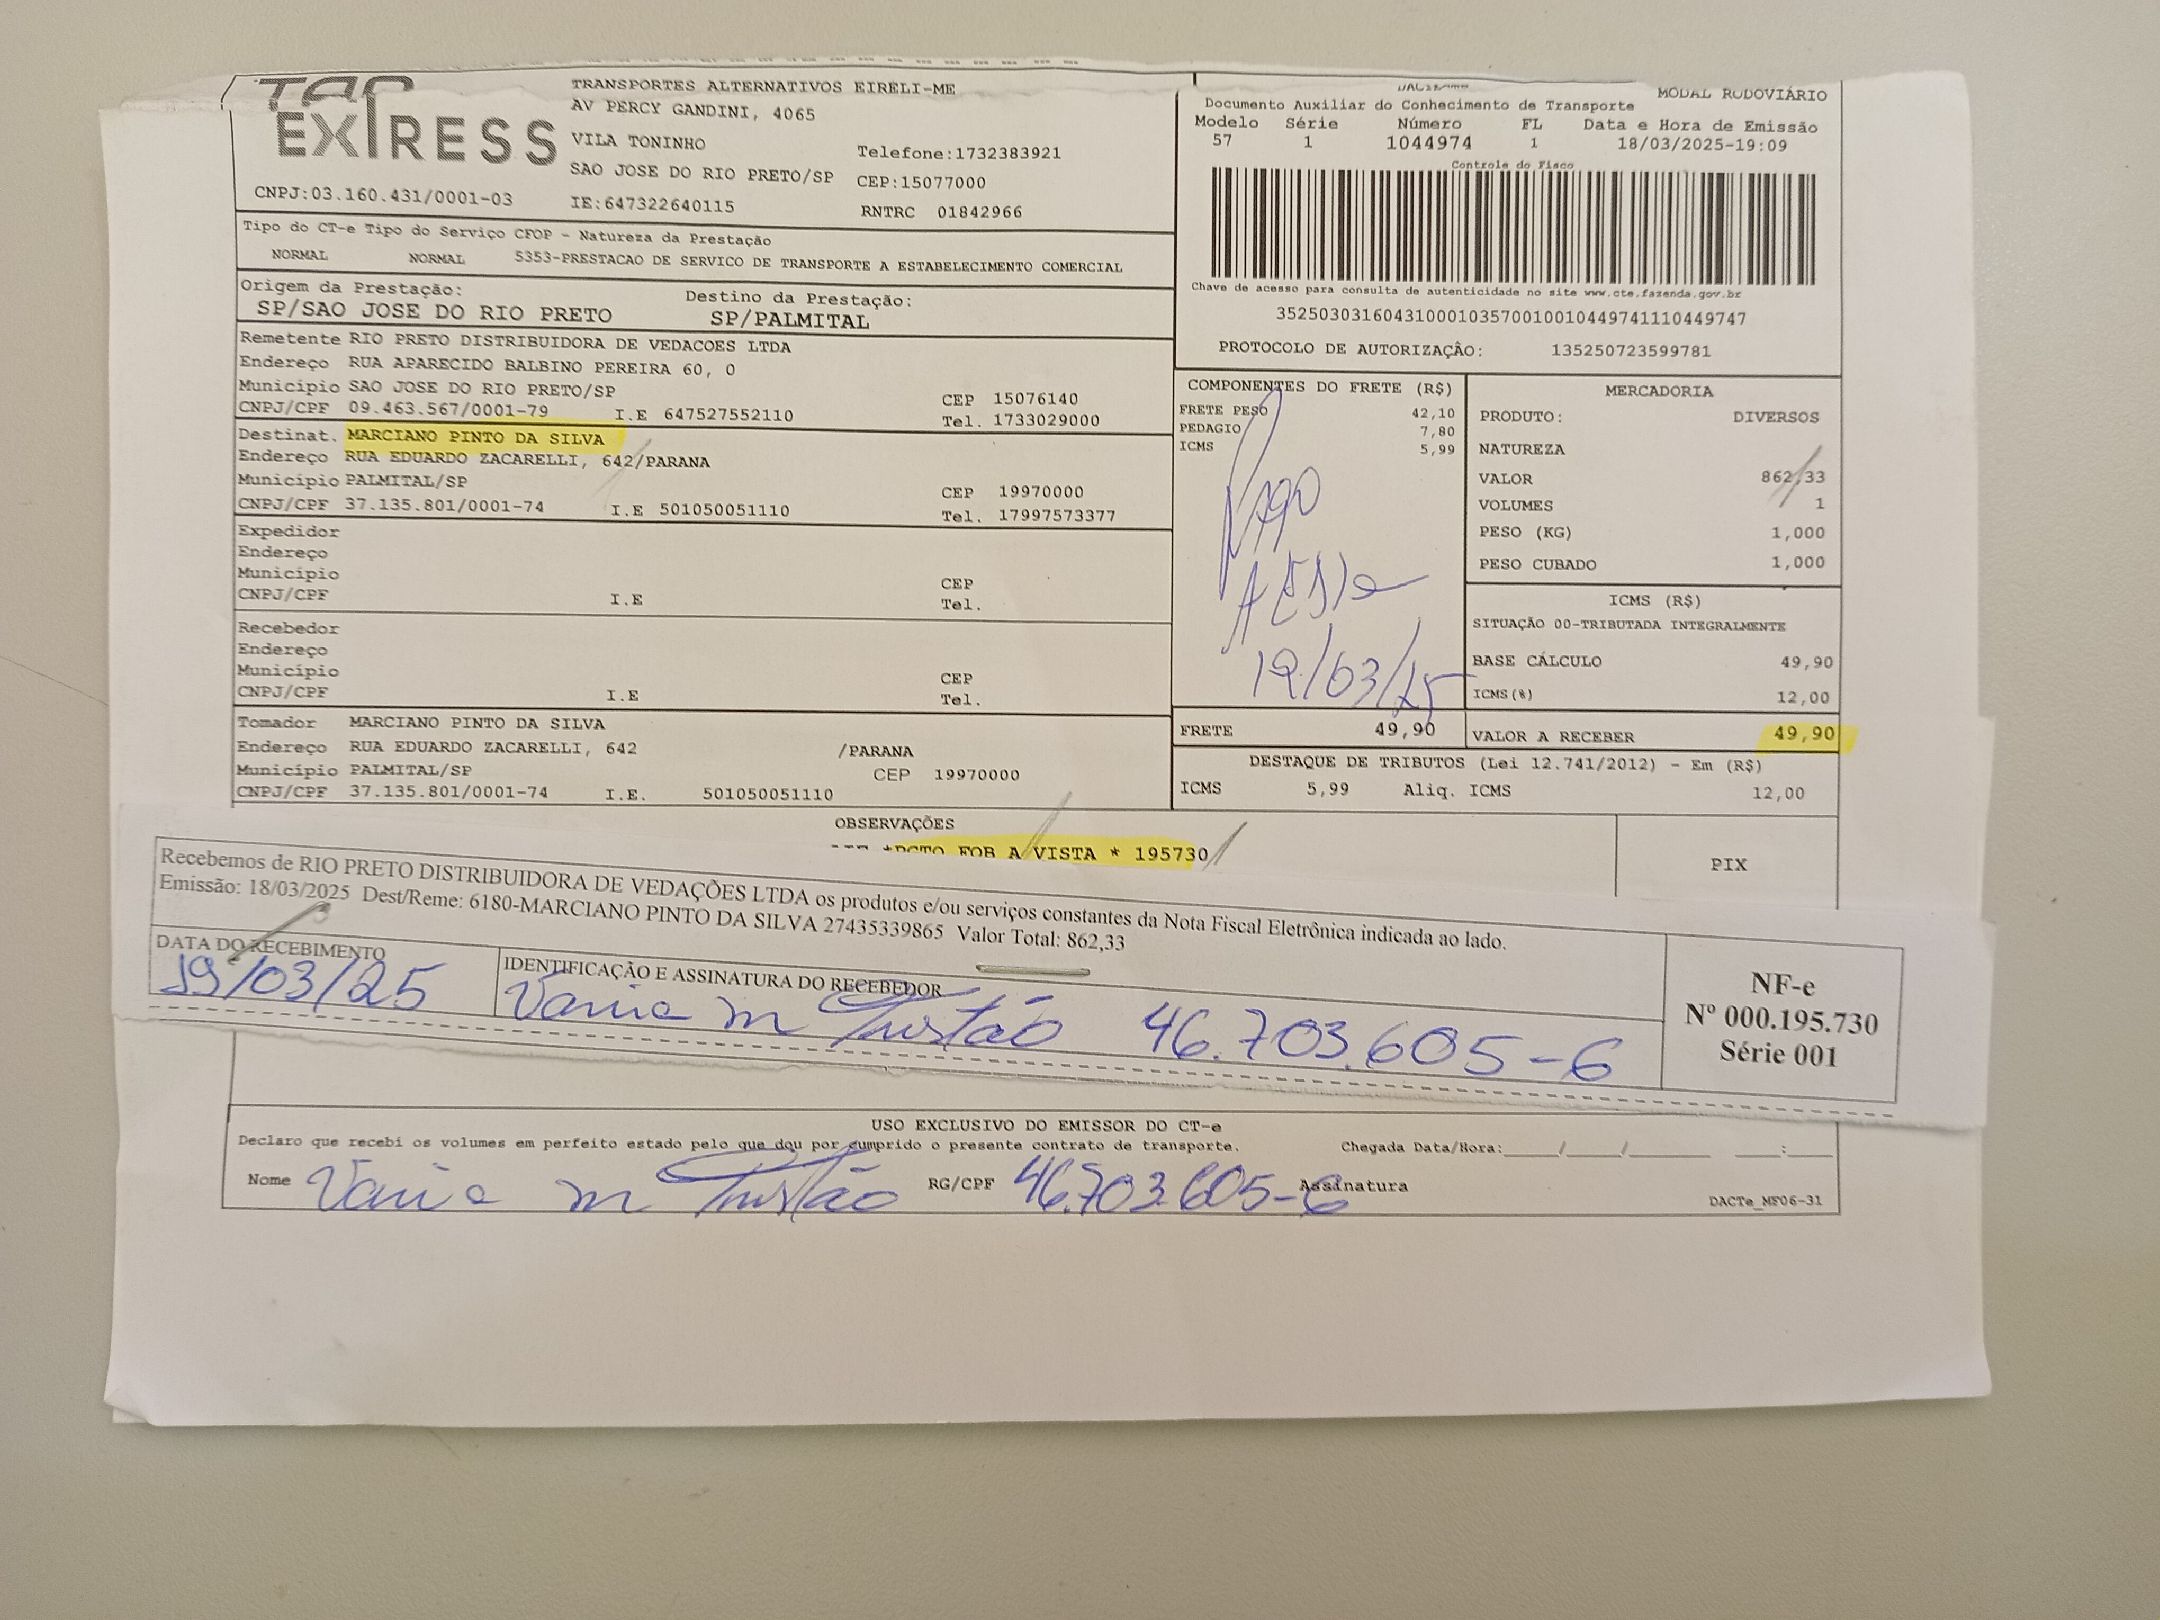 TRANSPORTES ALTERNATIVOS EIRELI-ME
AV PERCY GANDINI, 4065
VILA TONINHO
SAO JOSE DO RIO PRETO/SP
IE:647322640115
Telefone:1732383921
CEP:15077000
RNTRC 01842966
EXPRESS
CNPJ:03.160.431/0001-03
MODAL RODOVIÁRIO
Documento Auxiliar do Conhecimento de Transporte
Modelo Série Número FL Data e Hora de Emissão
57 1 1044974 1 18/03/2025-19:09
Controle do Fisco
Chave de acesso para consulta de autenticidade no site www.cte.fazenda.gov.br
35250303160431000103570010010449741110449747
PROTOCOLO DE AUTORIZAÇÂO: 135250723599781
Tipo do CT-e Tipo do Serviço CFOP - Natureza da Prestação
NORMAL NORMAL 5353-PRESTACAO DE SERVICO DE TRANSPORTE A ESTABELECIMENTO COMERCIAL
Origem da Prestação: Destino da Prestação:
SP/SAO JOSE DO RIO PRETO SP/PALMITAL
Remetente RIO PRETO DISTRIBUIDORA DE VEDACOES LTDA
Endereço RUA APARECIDO BALBINO PEREIRA 60, 0
Município SAO JOSE DO RIO PRETO/SP CEP 15076140
CNPJ/CPF 09.463.567/0001-79 I.E 647527552110 Tel. 1733029000
Destinat. MARCIANO PINTO DA SILVA
Endereço RUA EDUARDO ZACARELLI, 642/PARANA
Município PALMITAL/SP CEP 19970000
CNPJ/CPF 37.135.801/0001-74 I.E 501050051110 Tel. 17997573377
Expedidor
Endereço
Município CEP
CNPJ/CPF I.E Tel.
Recebedor
Endereço
Município CEP
CNPJ/CPF I.E Tel.
Tomador MARCIANO PINTO DA SILVA
Endereço RUA EDUARDO ZACARELLI, 642 /PARANA
Município PALMITAL/SP CEP 19970000
CNPJ/CPF 37.135.801/0001-74 I.E. 501050051110
COMPONENTES DO FRETE (R$)
FRETE PESO 42,10
PEDAGIO 7,80
ICMS 5,99
Pago
19/03/25
FRETE 49,90
MERCADORIA
PRODUTO: DIVERSOS
NATUREZA
VALOR 862,33
VOLUMES 1
PESO (KG) 1,000
PESO CUBADO 1,000
ICMS (R$)
SITUAÇÃO 00-TRIBUTADA INTEGRALMENTE
BASE CÁLCULO 49,90
ICMS(%) 12,00
VALOR A RECEBER 49,90
DESTAQUE DE TRIBUTOS (Lei 12.741/2012) - Em (R$)
ICMS 5,99 Aliq. ICMS 12,00
OBSERVAÇÕES
FOB A VISTA * 195730
PIX
Recebemos de RIO PRETO DISTRIBUIDORA DE VEDAÇÕES LTDA os produtos e/ou serviços constantes da Nota Fiscal Eletrônica indicada ao lado.
Emissão: 18/03/2025 Dest/Reme: 6180-MARCIANO PINTO DA SILVA 27435339865 Valor Total: 862,33
DATA DO RECEBIMENTO IDENTIFICAÇÃO E ASSINATURA DO RECEBEDOR
19/03/25 Vania m Tristão 46.703.605-6
NF-e
Nº 000.195.730
Série 001
USO EXCLUSIVO DO EMISSOR DO CT-e
Declaro que recebi os volumes em perfeito estado pelo que dou por cumprido o presente contrato de transporte. Chegada Data/Hora:____/____/______ ____:____
Nome Vania m Tristão RG/CPF 46.703.605-6 Assinatura
DACTe_MF06-31